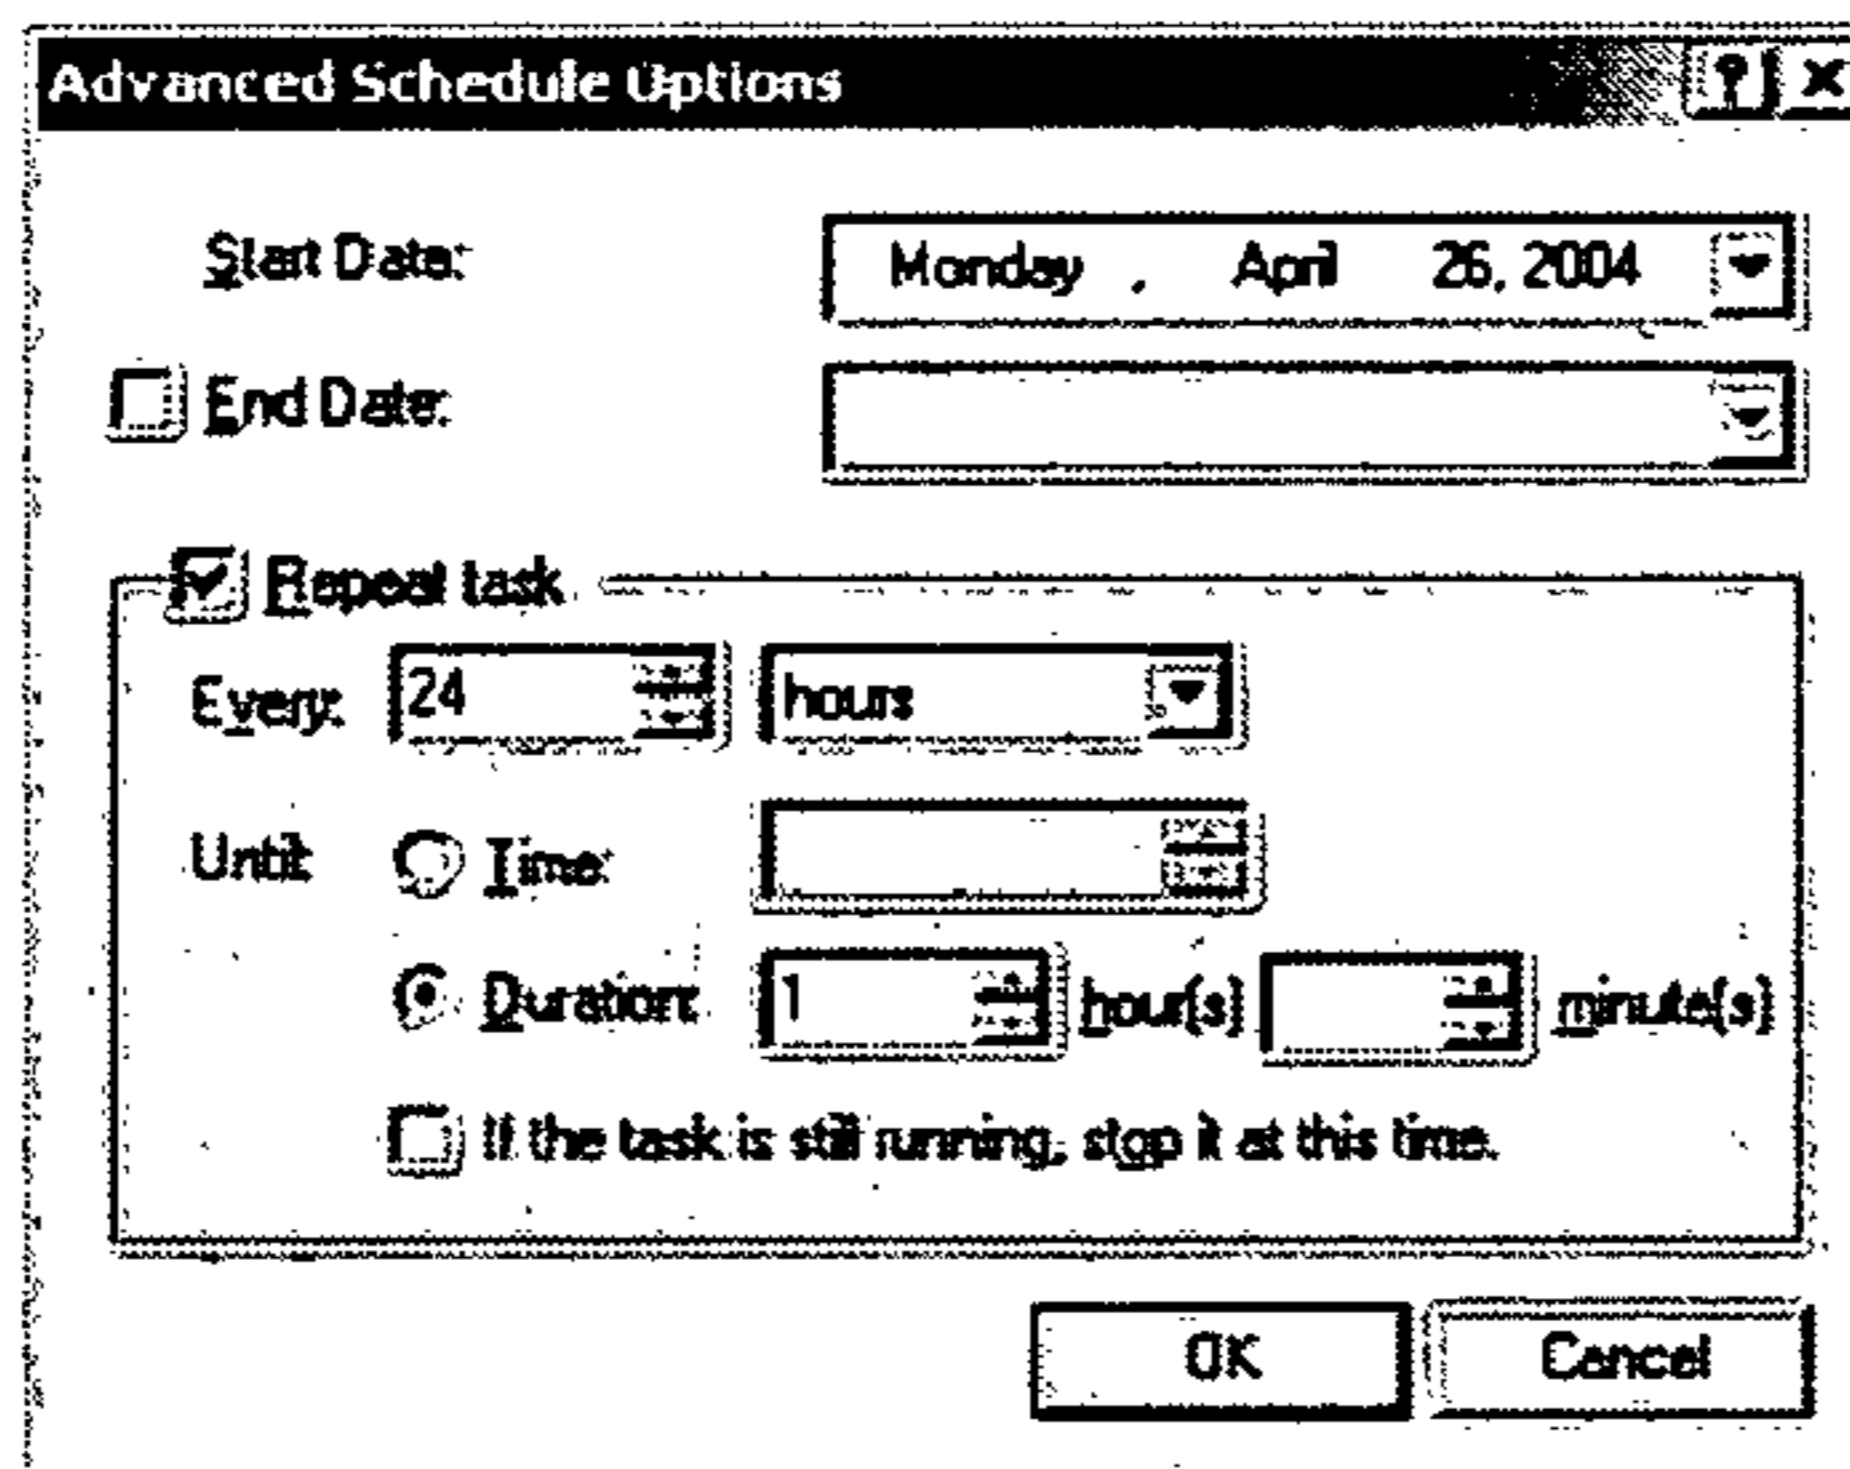 Advanced Schedule Options
Start Date: Monday , April 26, 2004
End Date:
Repeat task
Every: 24 hours
Until: Time:
Duration: 1 hour(s) minute(s)
If the task is still running, stop it at this time.
OK Cancel